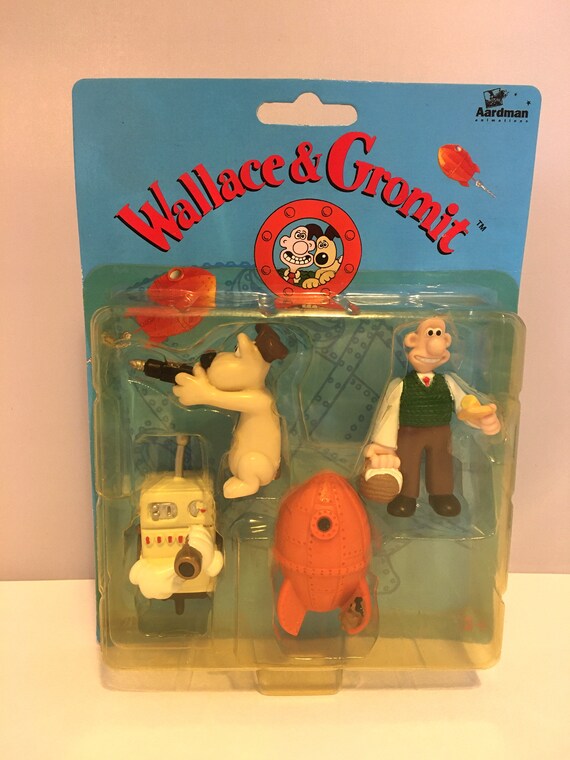 Aardman
animations
Wallace & Gromit
TM